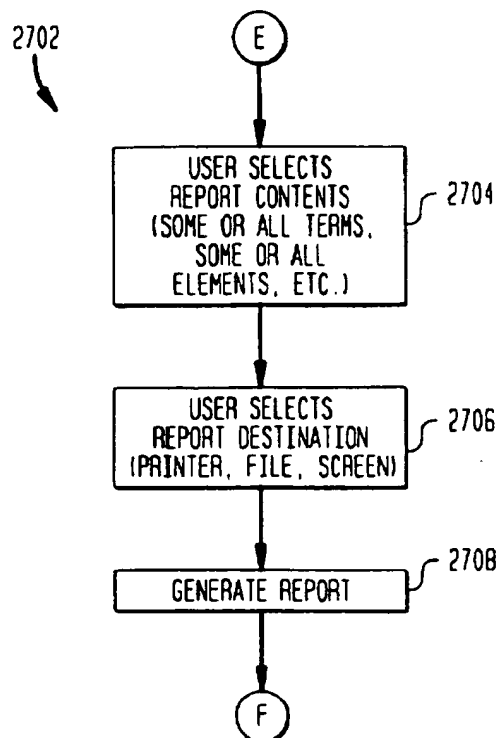 2702
E
USER SELECTS
REPORT CONTENTS
(SOME OR ALL TERMS,
SOME OR ALL
ELEMENTS, ETC.)
2704
USER SELECTS
REPORT DESTINATION
(PRINTER, FILE, SCREEN)
2706
GENERATE REPORT
2708
F